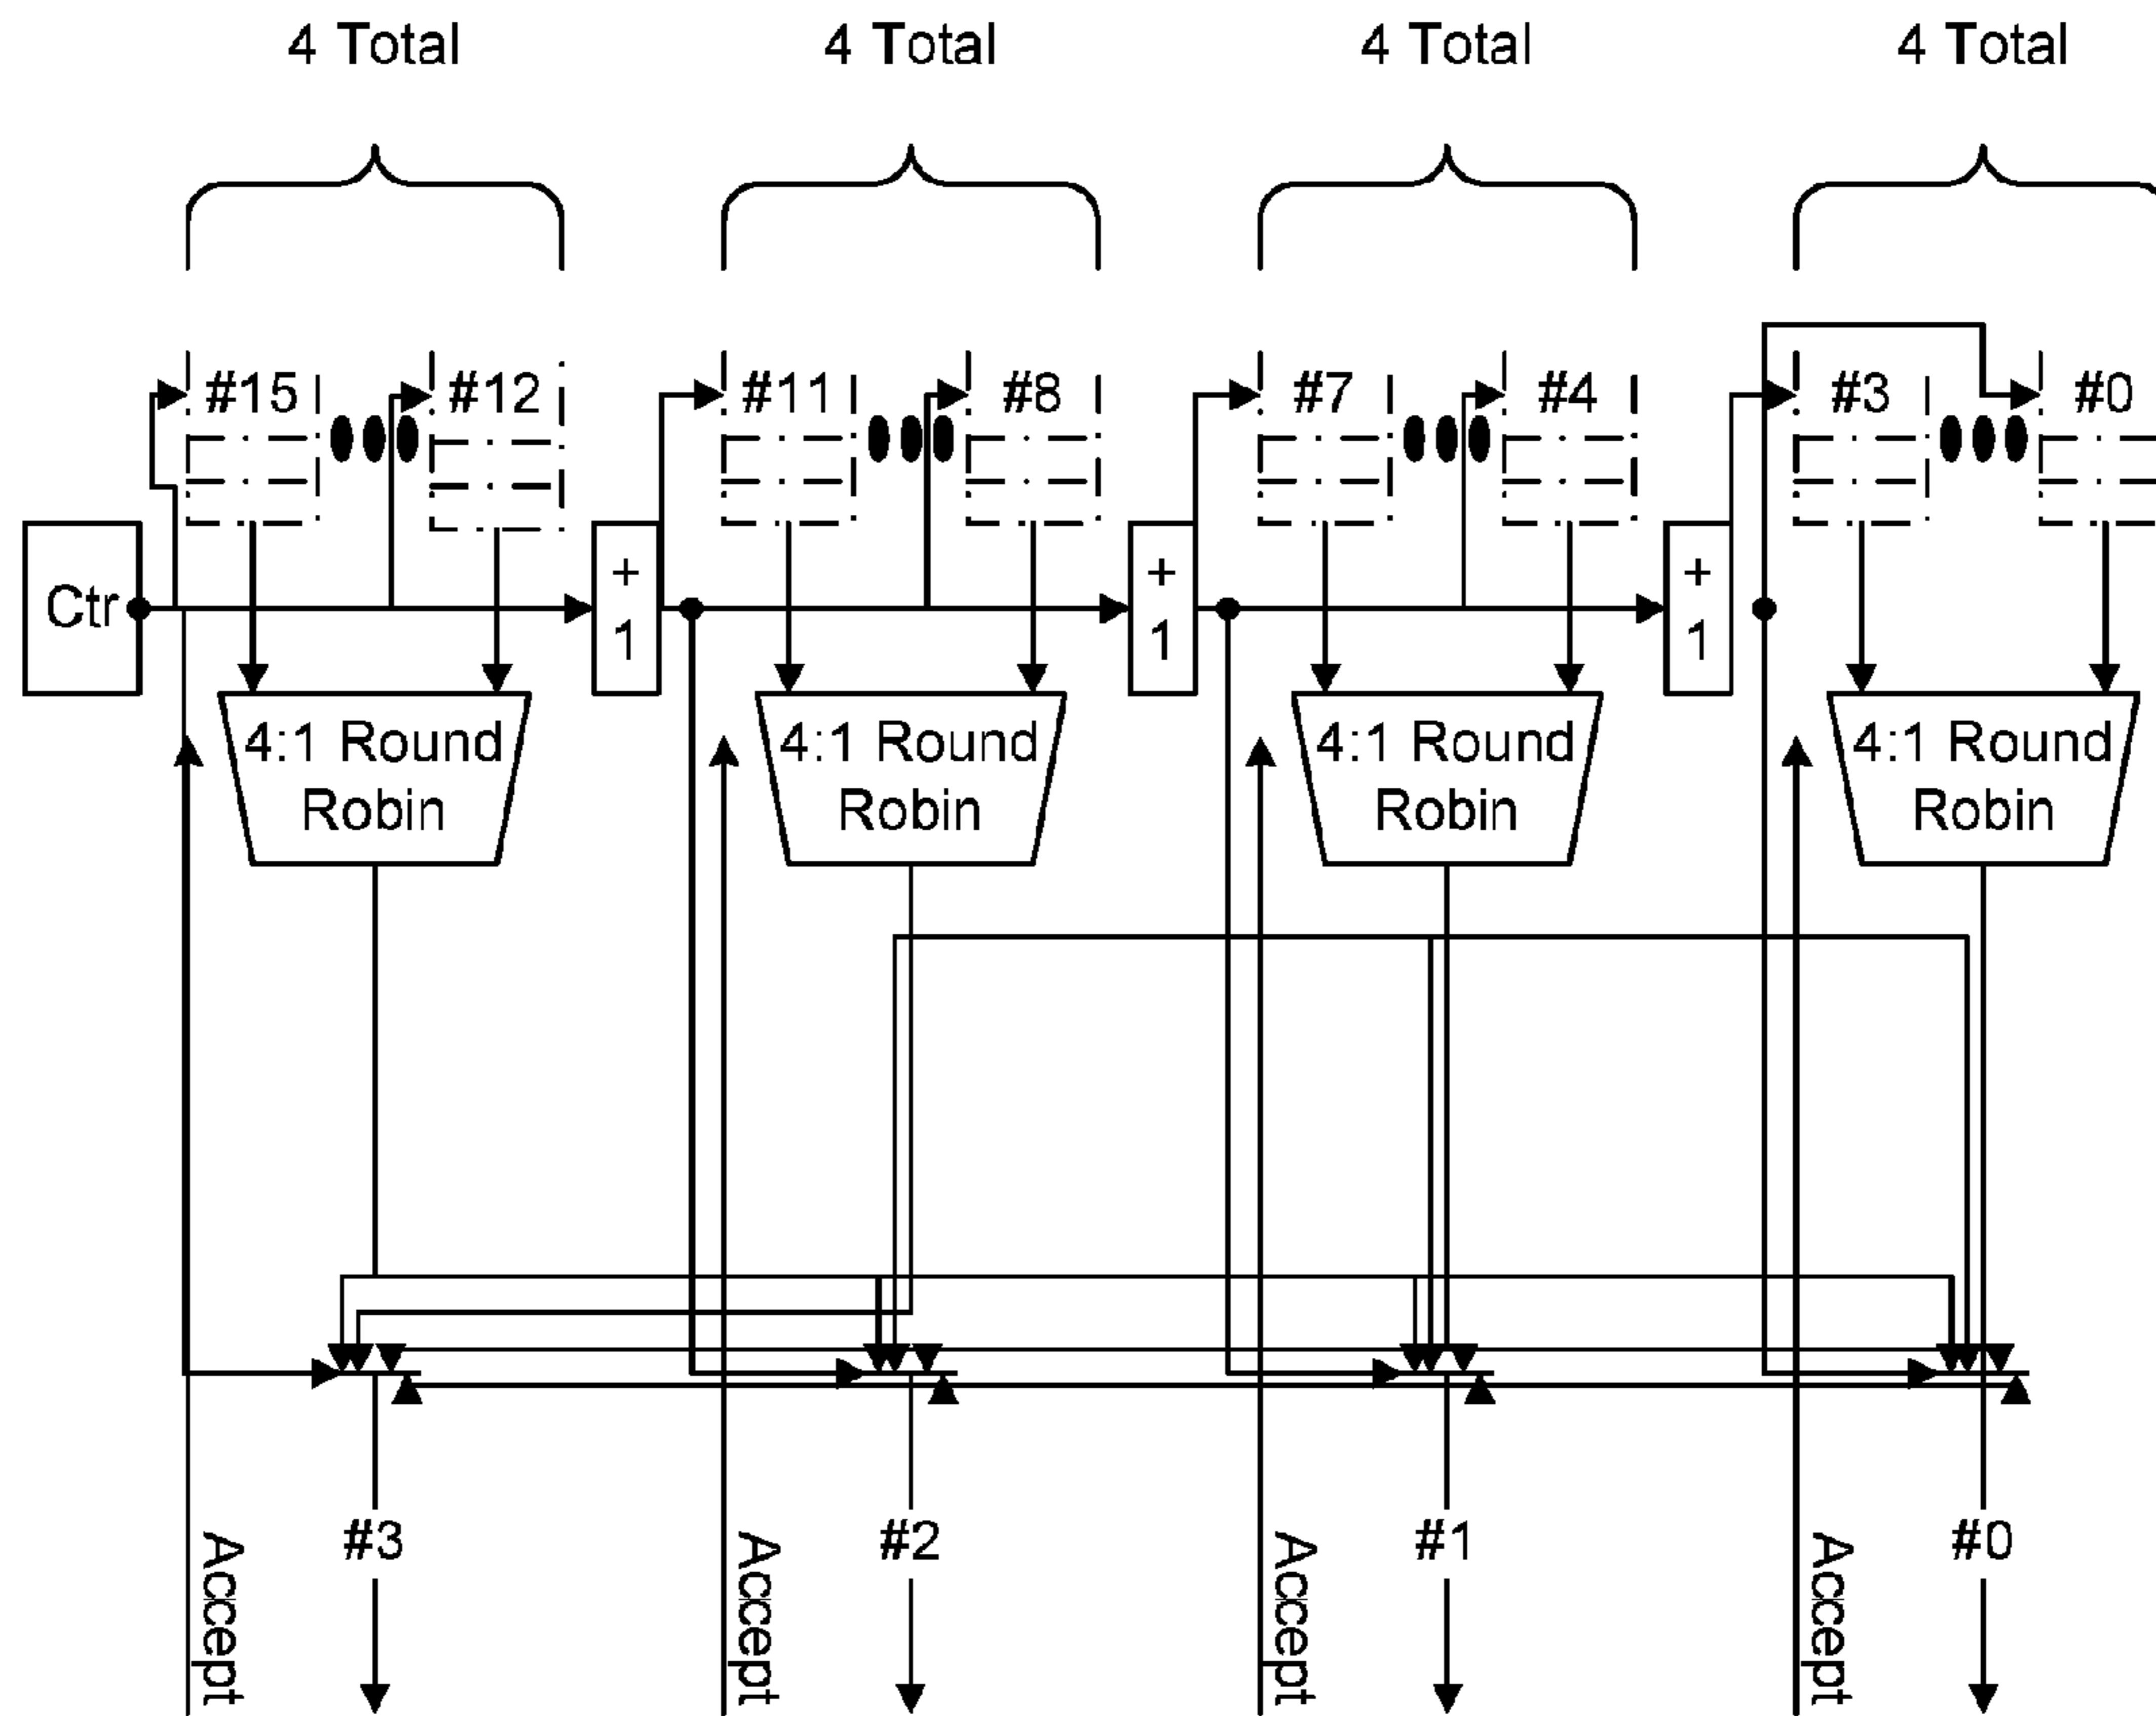 4 Total 4 Total 4 Total 4 Total
#15 #12 #11 #8 #7 #4 #3 #0
Ctr
+
1
+
1
+
1
4:1 Round
Robin
4:1 Round
Robin
4:1 Round
Robin
4:1 Round
Robin
Accept
#3
Accept
#2
Accept
#1
Accept
#0